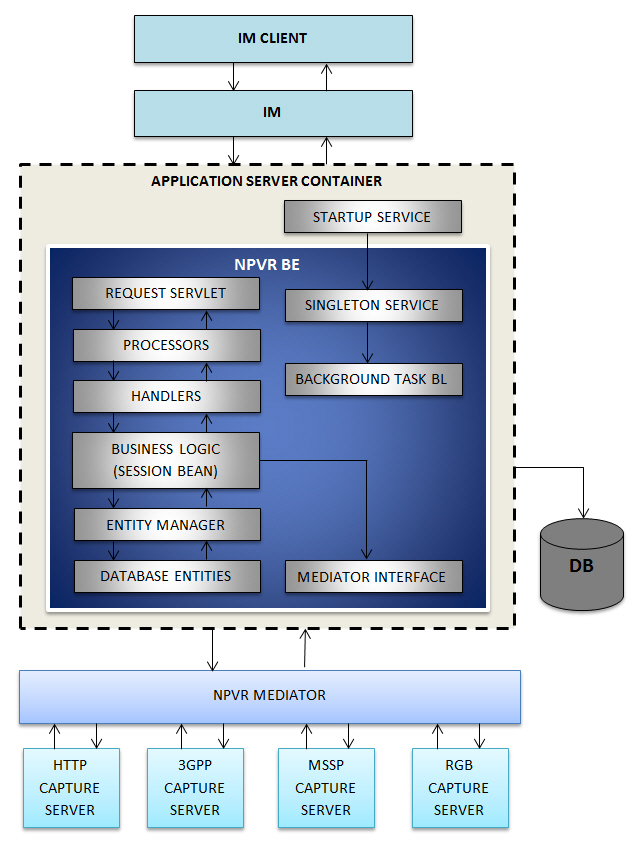 IM CLIENT
IM
APPLICATION SERVER CONTAINER
STARTUP SERVICE
NPVR BE
REQUEST SERVLET
SINGLETON SERVICE
PROCESSORS
BACKGROUND TASK BL
HANDLERS
BUSINESS LOGIC
(SESSION BEAN)
ENTITY MANAGER
DATABASE ENTITIES
MEDIATOR INTERFACE
DB
NPVR MEDIATOR
HTTP
CAPTURE
SERVER
3GPP
CAPTURE
SERVER
MSSP
CAPTURE
SERVER
RGB
CAPTURE
SERVER